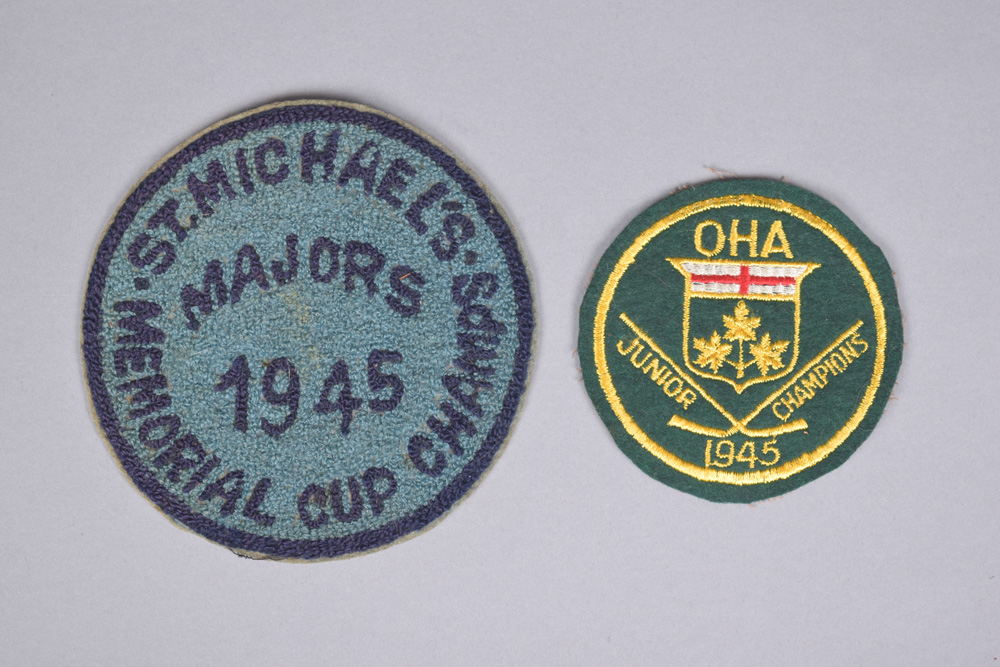 ST. MICHAEL'S
MAJORS
1945
MEMORIAL CUP CHAMPS
OHA
JUNIOR
CHAMPIONS
1945